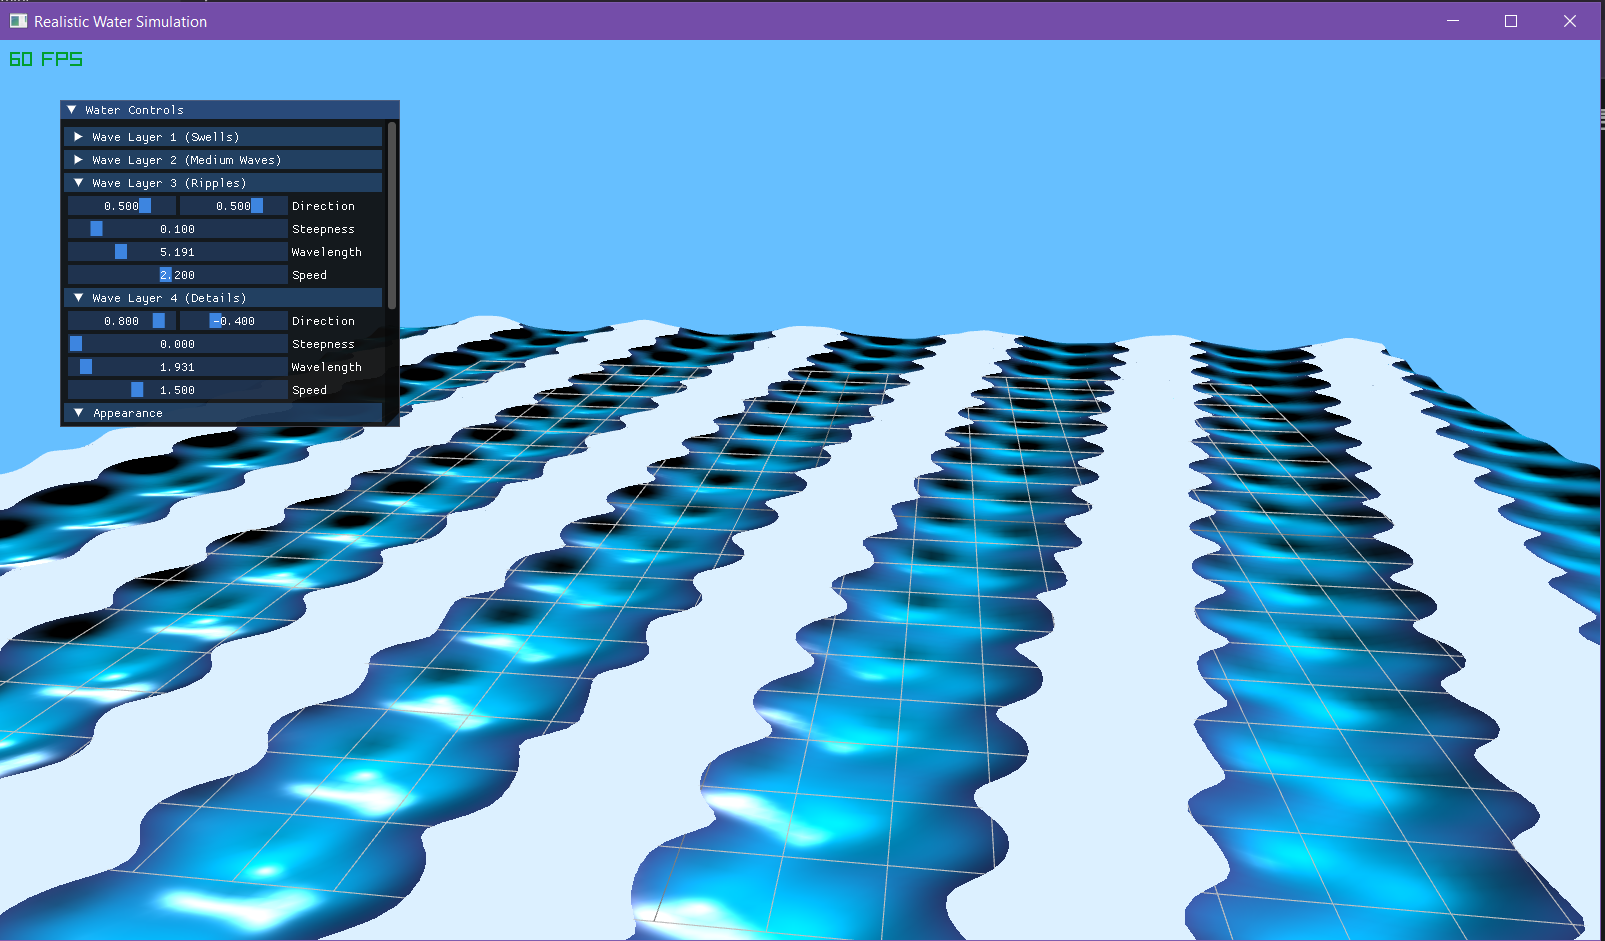 Realistic Water Simulation
60 FPS
Water Controls
Wave Layer 1 (Swells)
Wave Layer 2 (Medium Waves)
Wave Layer 3 (Ripples)
0.500 0.500 Direction
0.100 Steepness
5.191 Wavelength
2.200 Speed
Wave Layer 4 (Details)
0.800 -0.400 Direction
0.000 Steepness
1.931 Wavelength
1.500 Speed
Appearance